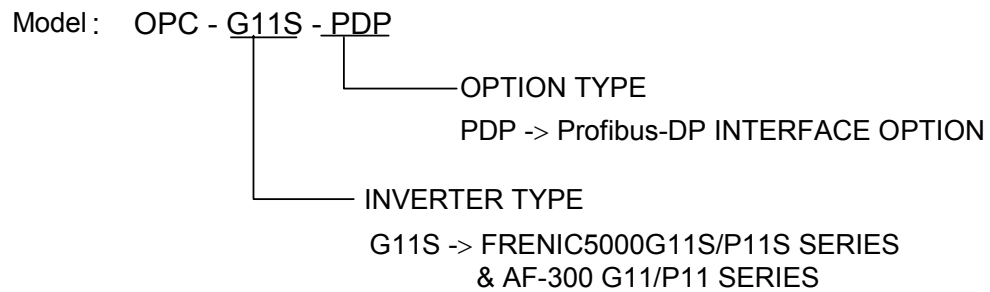 Model : OPC - G11S - PDP
OPTION TYPE
PDP -> Profibus-DP INTERFACE OPTION
INVERTER TYPE
G11S -> FRENIC5000G11S/P11S SERIES
& AF-300 G11/P11 SERIES